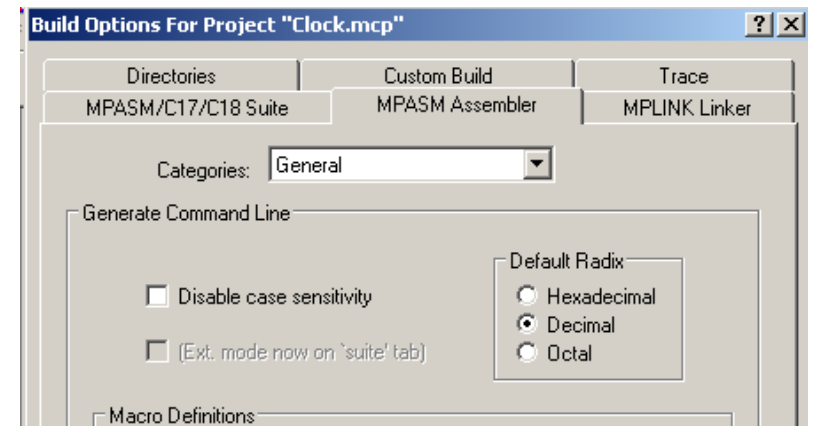 Build Options For Project "Clock.mcp"
Directories Custom Build Trace
MPASM/C17/C18 Suite MPASM Assembler MPLINK Linker
Categories: General
Generate Command Line
Default Radix
Disable case sensitivity Hexadecimal
Decimal
(Ext. mode now on `suite' tab) Octal
Macro Definitions